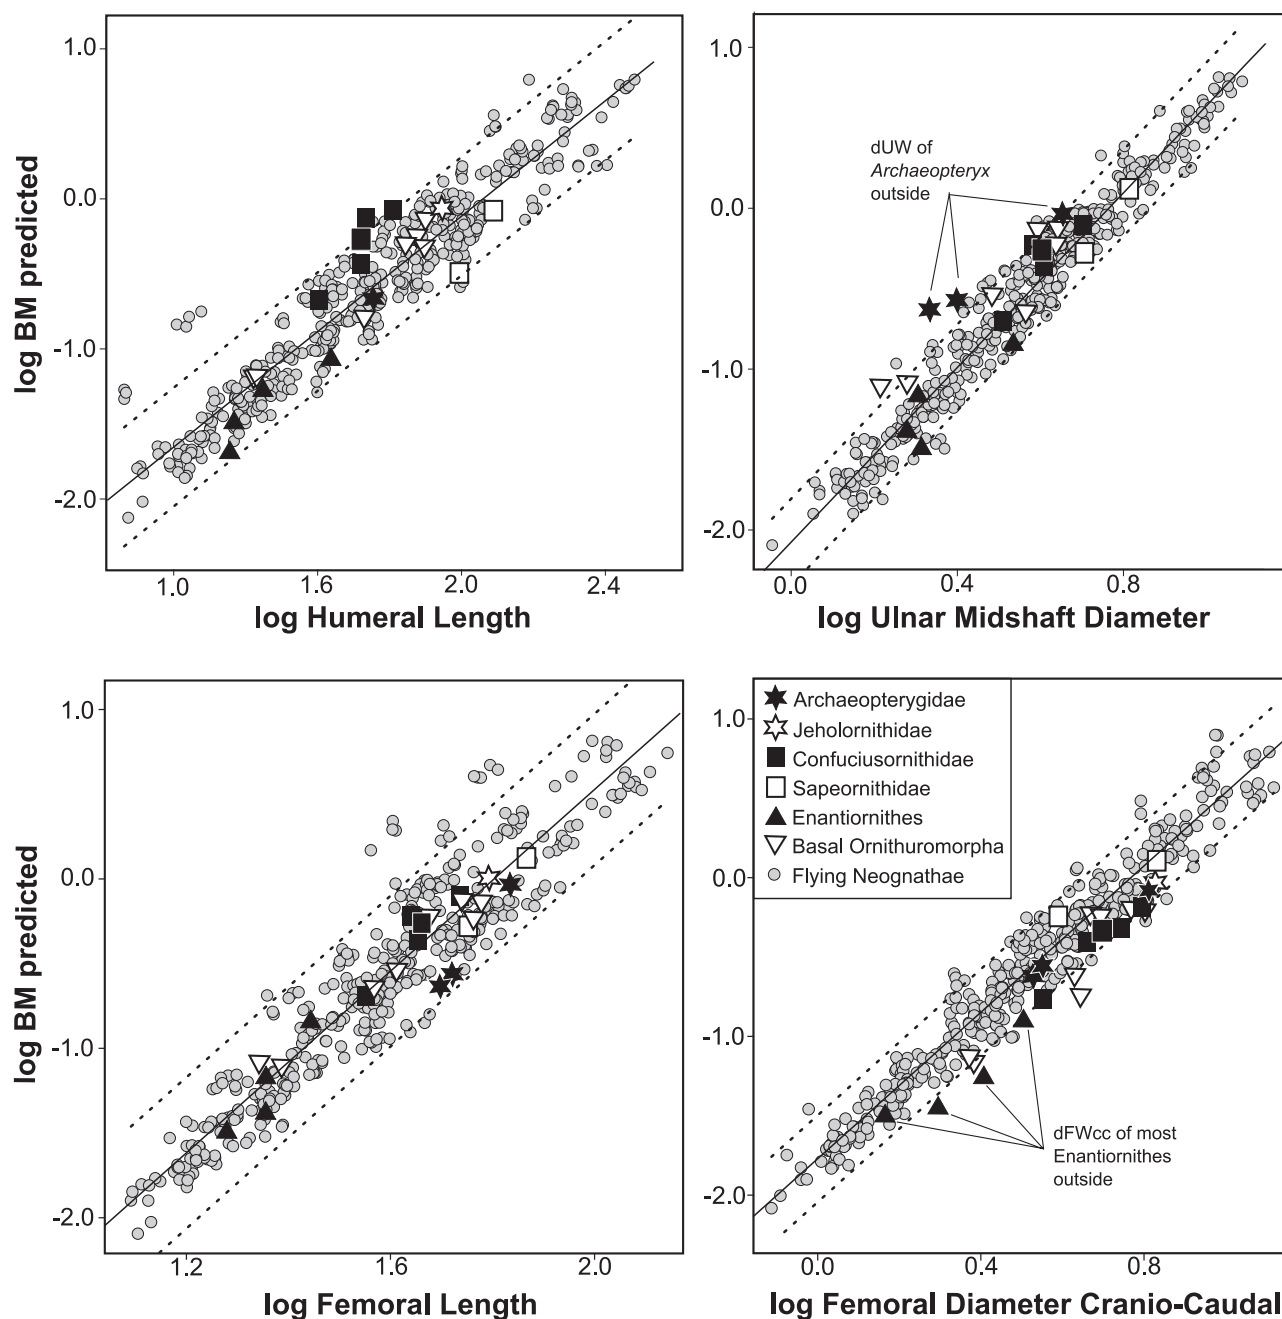 1.0
0.0
-1.0
-2.0
log BM predicted
1.0
1.6
2.0
2.4
log Humeral Length
1.0
0.0
-1.0
-2.0
dUW of
Archaeopteryx
outside
0.0
0.4
0.8
log Ulnar Midshaft Diameter
1.0
0.0
-1.0
-2.0
log BM predicted
1.2
1.6
2.0
log Femoral Length
1.0
0.0
-1.0
-2.0
Archaeopterygidae
Jeholornithidae
Confuciusornithidae
Sapeornithidae
Enantiornithes
Basal Ornithuromorpha
Flying Neognathae
dFWcc of most
Enantiornithes
outside
0.0
0.4
0.8
log Femoral Diameter Cranio-Caudal